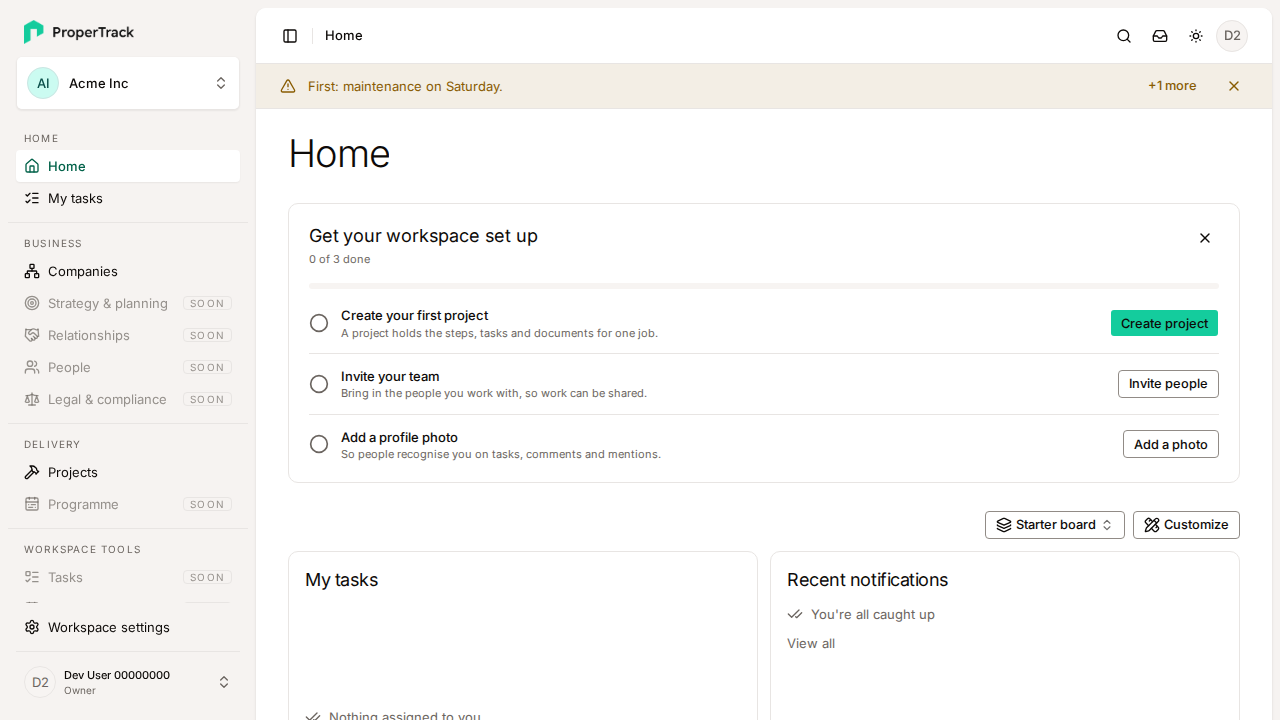 ProperTrack
AI
Acme Inc
HOME
Home
My tasks
BUSINESS
Companies
Strategy & planning SOON
Relationships SOON
People SOON
Legal & compliance SOON
DELIVERY
Projects
Programme SOON
WORKSPACE TOOLS
Tasks SOON
Workspace settings
D2
Dev User 00000000
Owner
Home
D2
First: maintenance on Saturday.
+1 more
Home
Get your workspace set up
0 of 3 done
Create your first project
A project holds the steps, tasks and documents for one job.
Create project
Invite your team
Bring in the people you work with, so work can be shared.
Invite people
Add a profile photo
So people recognise you on tasks, comments and mentions.
Add a photo
Starter board
Customize
My tasks
Nothing assigned to you
Recent notifications
You're all caught up
View all